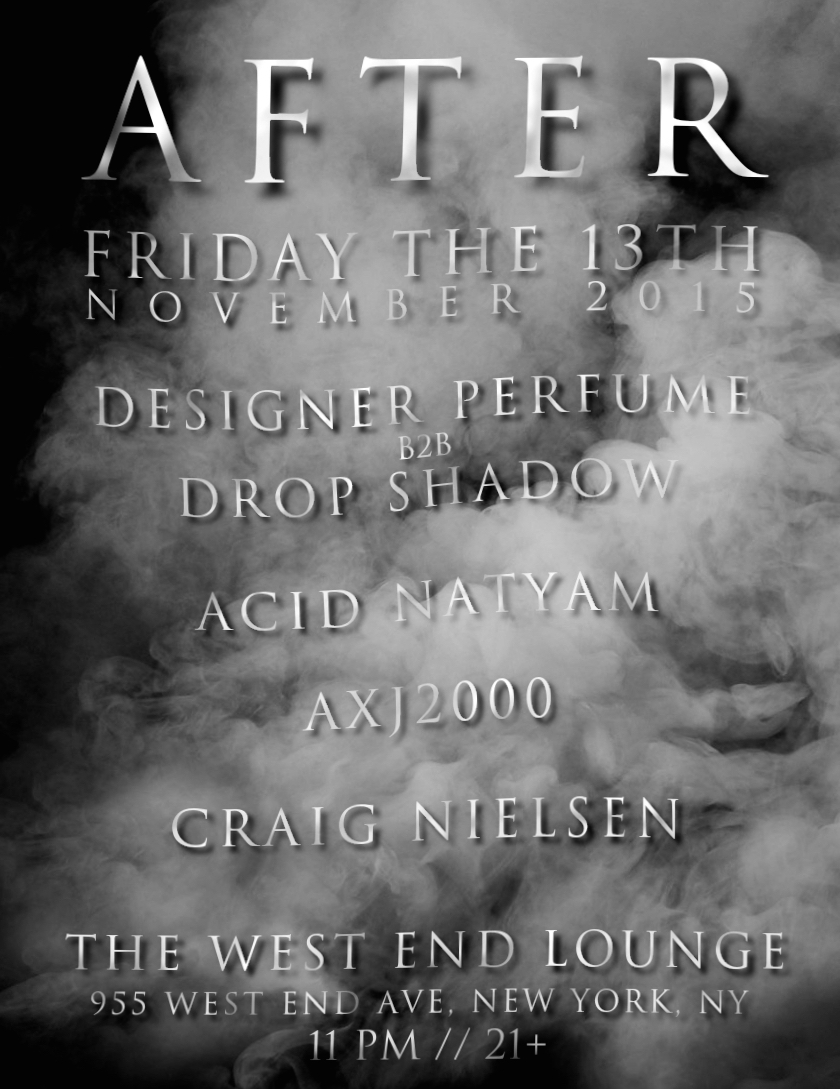 AFTER
FRIDAY THE 13TH
NOVEMBER 2015
DESIGNER PERFUME
B2B
DROP SHADOW
ACID NATYAM
AXJ2000
CRAIG NIELSEN
THE WEST END LOUNGE
955 WEST END AVE, NEW YORK, NY
11 PM // 21+